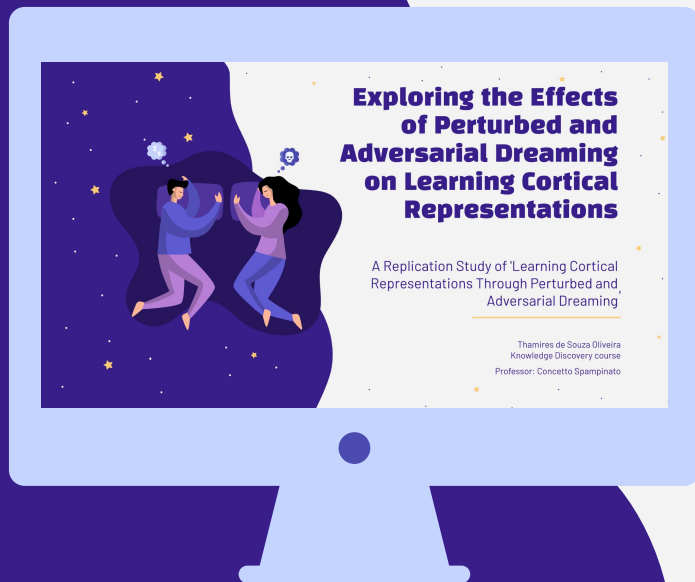 Exploring the Effects
of Perturbed and
Adversarial Dreaming
on Learning Cortical
Representations
A Replication Study of 'Learning Cortical
Representations Through Perturbed and
Adversarial Dreaming'
Thamires de Souza Oliveira
Knowledge Discovery course
Professor: Concetto Spampinato